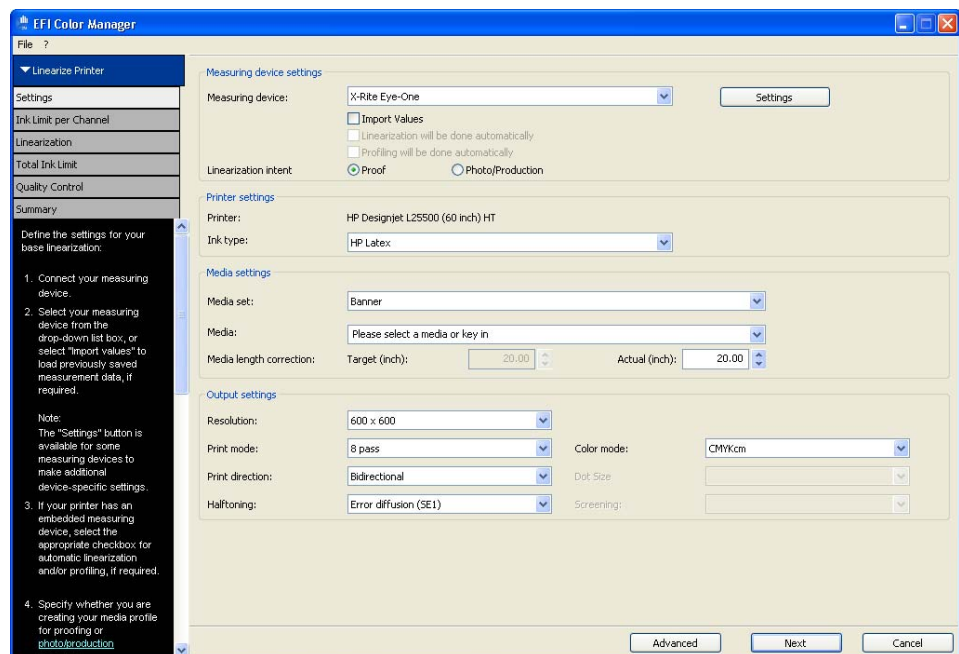 EFI Color Manager
File ?
Linearize Printer
Settings
Ink Limit per Channel
Linearization
Total Ink Limit
Quality Control
Summary
Define the settings for your
base linearization:
1. Connect your measuring
device.
2. Select your measuring
device from the
drop-down list box, or
select "Import values" to
load previously saved
measurement data, if
required.
Note:
The "Settings" button is
available for some
measuring devices to
make additional
device-specific settings.
3. If your printer has an
embedded measuring
device, select the
appropriate checkbox for
automatic linearization
and/or profiling, if required.
4. Specify whether you are
creating your media profile
for proofing or
photo/production
Measuring device settings
Measuring device: X-Rite Eye-One Settings
Import Values
Linearization will be done automatically
Profiling will be done automatically
Linearization intent Proof Photo/Production
Printer settings
Printer: HP Designjet L25500 (60 inch) HT
Ink type: HP Latex
Media settings
Media set: Banner
Media: Please select a media or key in
Media length correction: Target (inch): 20.00 Actual (inch): 20.00
Output settings
Resolution: 600 x 600
Print mode: 8 pass Color mode: CMYKcm
Print direction: Bidirectional Dot Size
Halftoning: Error diffusion (SE1) Screening:
Advanced Next Cancel